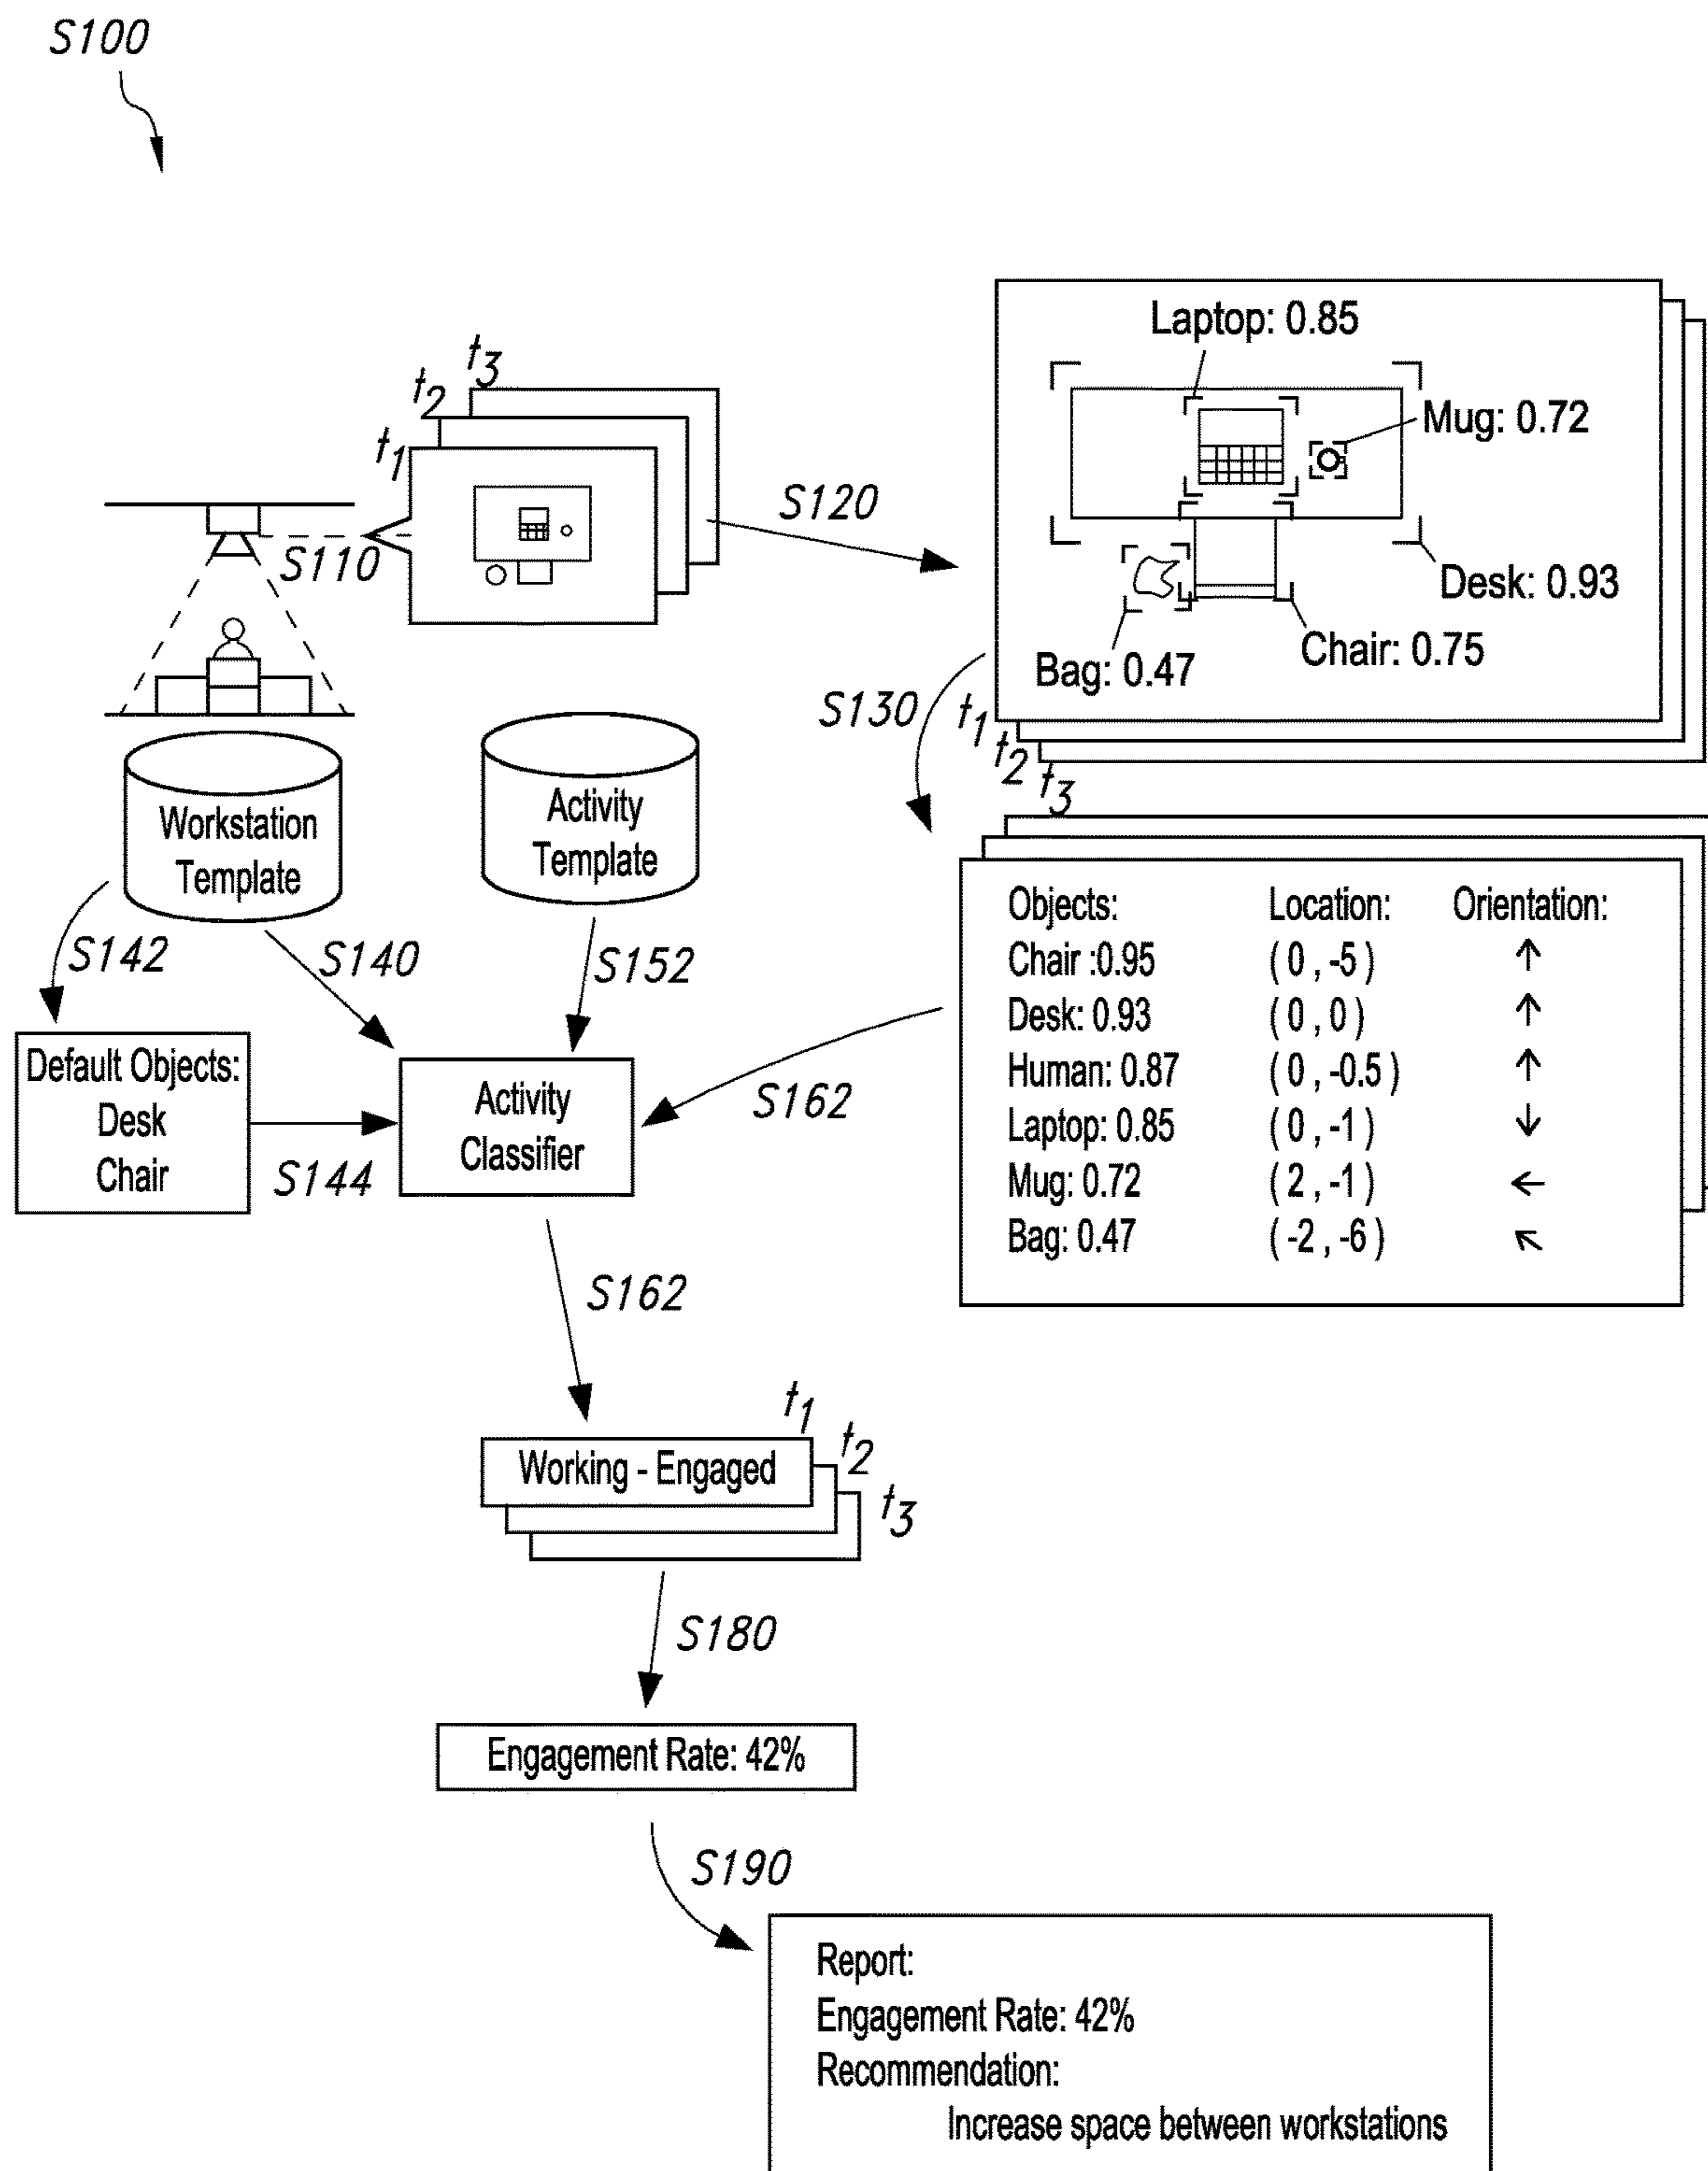 S100
t1
t2
t3
S110
S120
Laptop: 0.85
Mug: 0.72
Desk: 0.93
Chair: 0.75
Bag: 0.47
t1
t2
t3
S130
Workstation
Template
Activity
Template
S142
S140
S152
Objects: Location: Orientation:
Chair :0.95 ( 0 , -5 ) ↑
Desk: 0.93 ( 0 , 0 ) ↑
Human: 0.87 ( 0 , -0.5 ) ↑
Laptop: 0.85 ( 0 , -1 ) ↓
Mug: 0.72 ( 2 , -1 ) ←
Bag: 0.47 ( -2 , -6 ) ↖
Default Objects:
Desk
Chair
S144
Activity
Classifier
S162
S162
t1
t2
t3
Working - Engaged
S180
Engagement Rate: 42%
S190
Report:
Engagement Rate: 42%
Recommendation:
Increase space between workstations